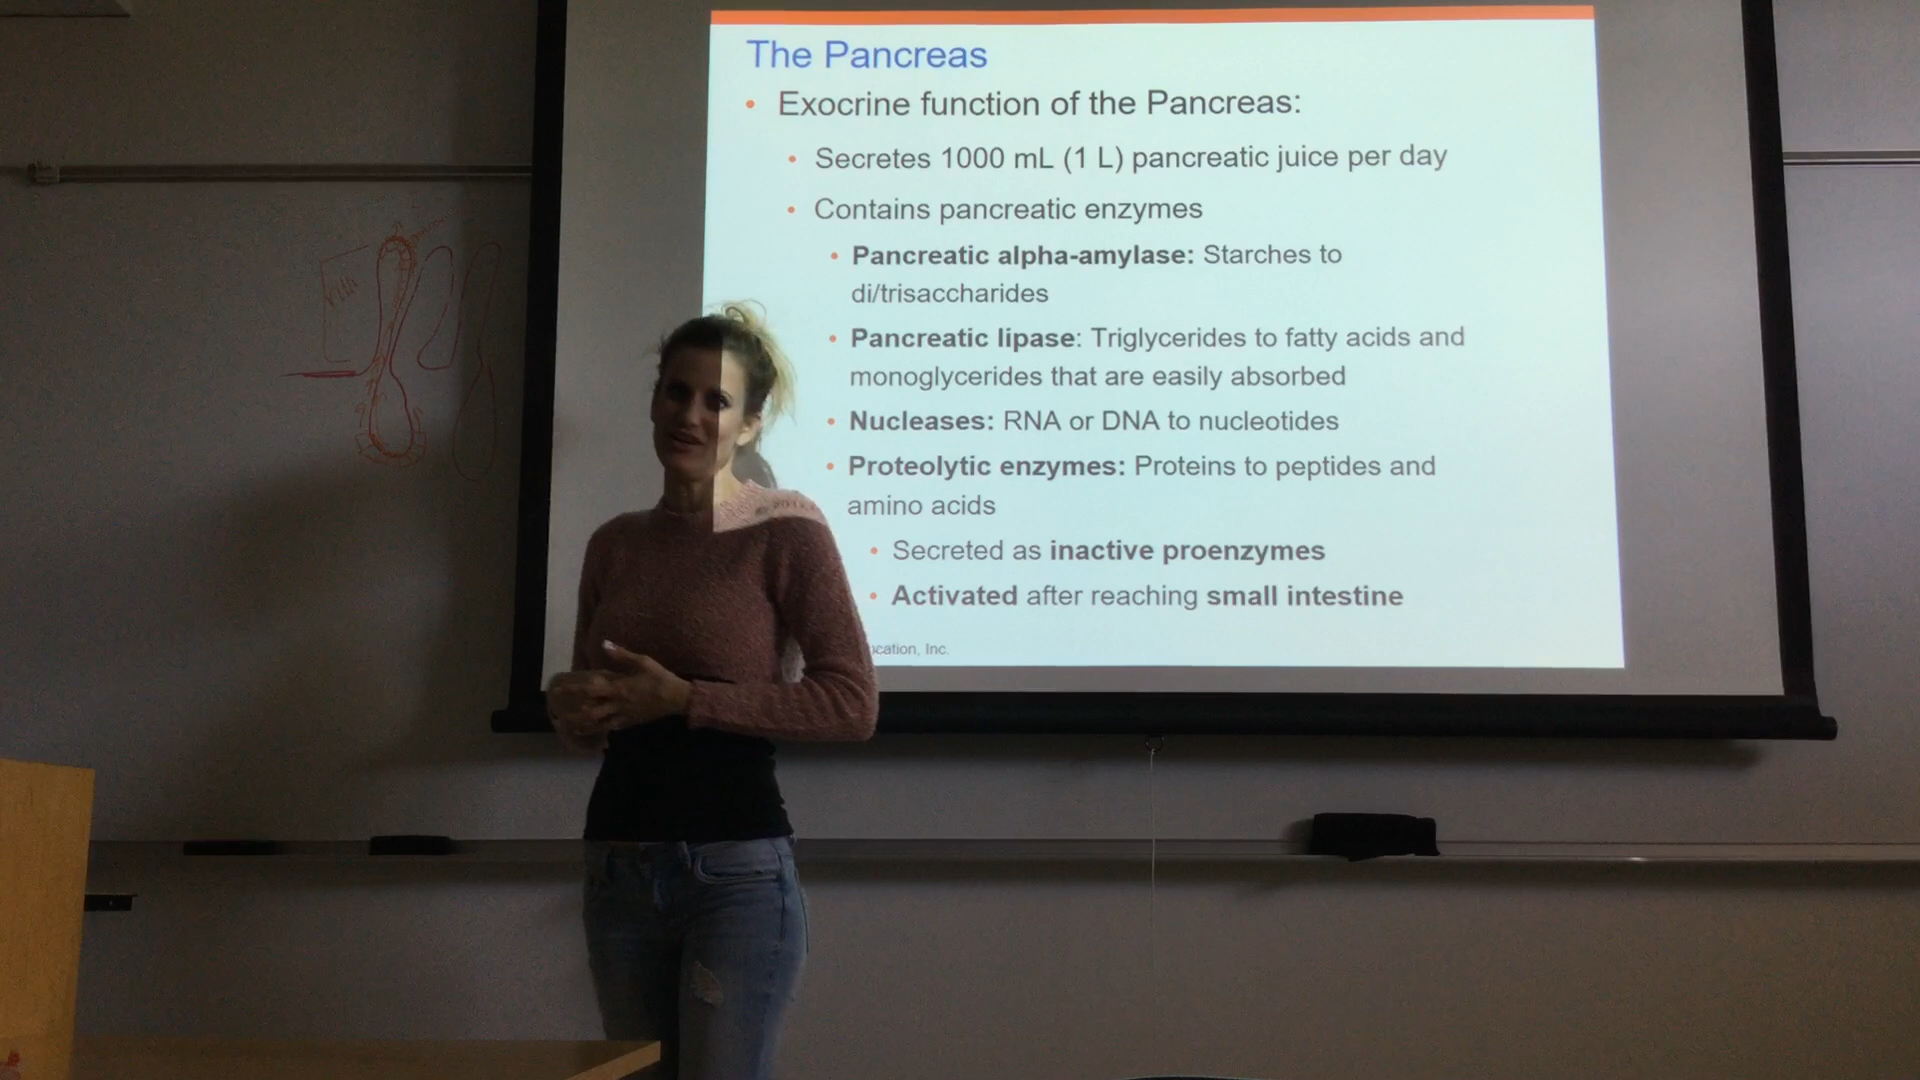 The Pancreas
• Exocrine function of the Pancreas:
• Secretes 1000 mL (1 L) pancreatic juice per day
• Contains pancreatic enzymes
• Pancreatic alpha-amylase: Starches to
di/trisaccharides
• Pancreatic lipase: Triglycerides to fatty acids and
monoglycerides that are easily absorbed
• Nucleases: RNA or DNA to nucleotides
• Proteolytic enzymes: Proteins to peptides and
amino acids
• Secreted as inactive proenzymes
• Activated after reaching small intestine
Inc.